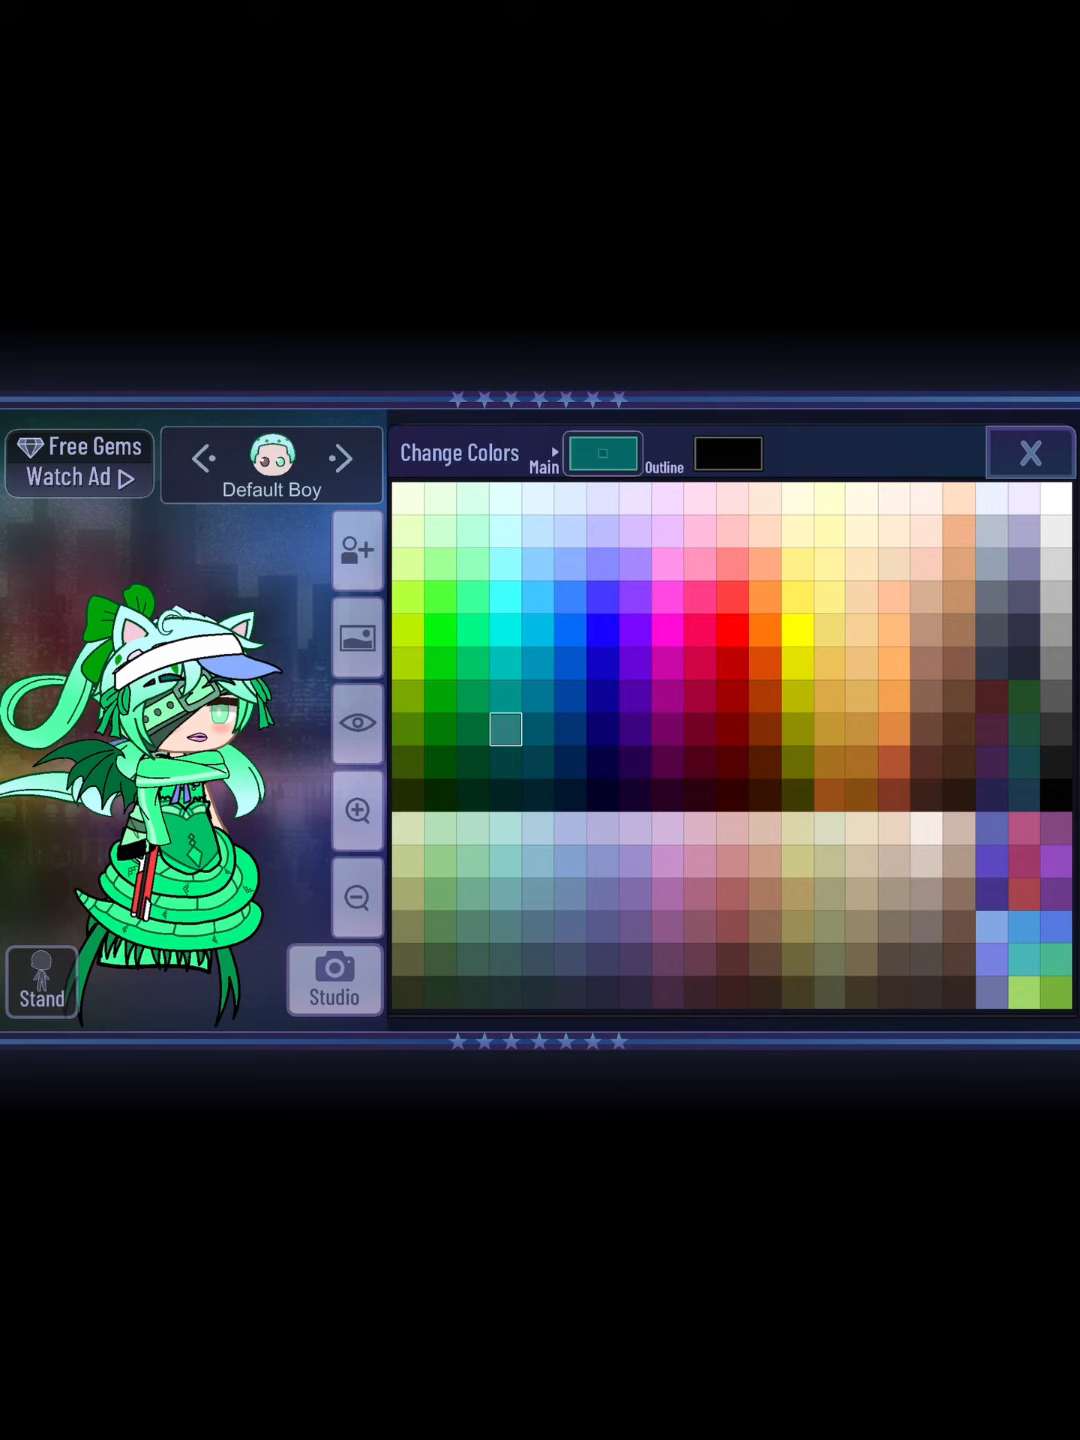 Free Gems
Watch Ad
Default Boy
Change Colors
Main
Outline
X
Stand
Studio